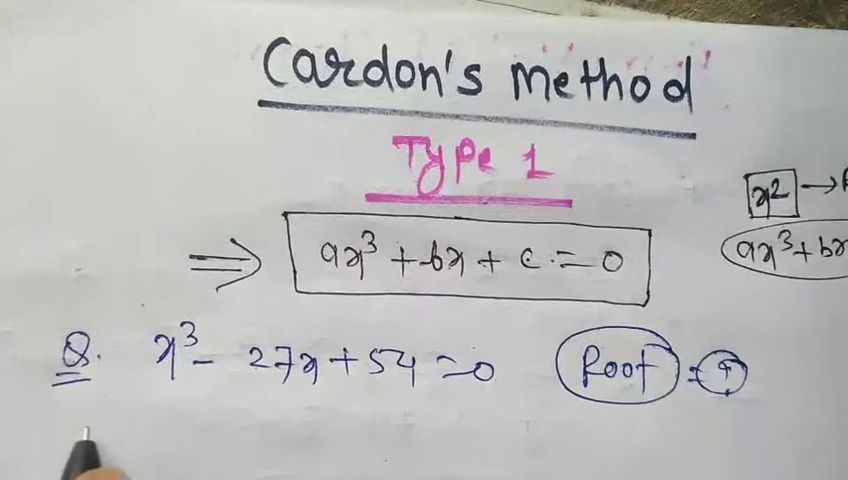 Cardon's Method
Type 1
x² →
⇒ ax³ + bx + c = 0
ax³ + bx
Q. x³ - 27x + 54 = 0 Root = ?